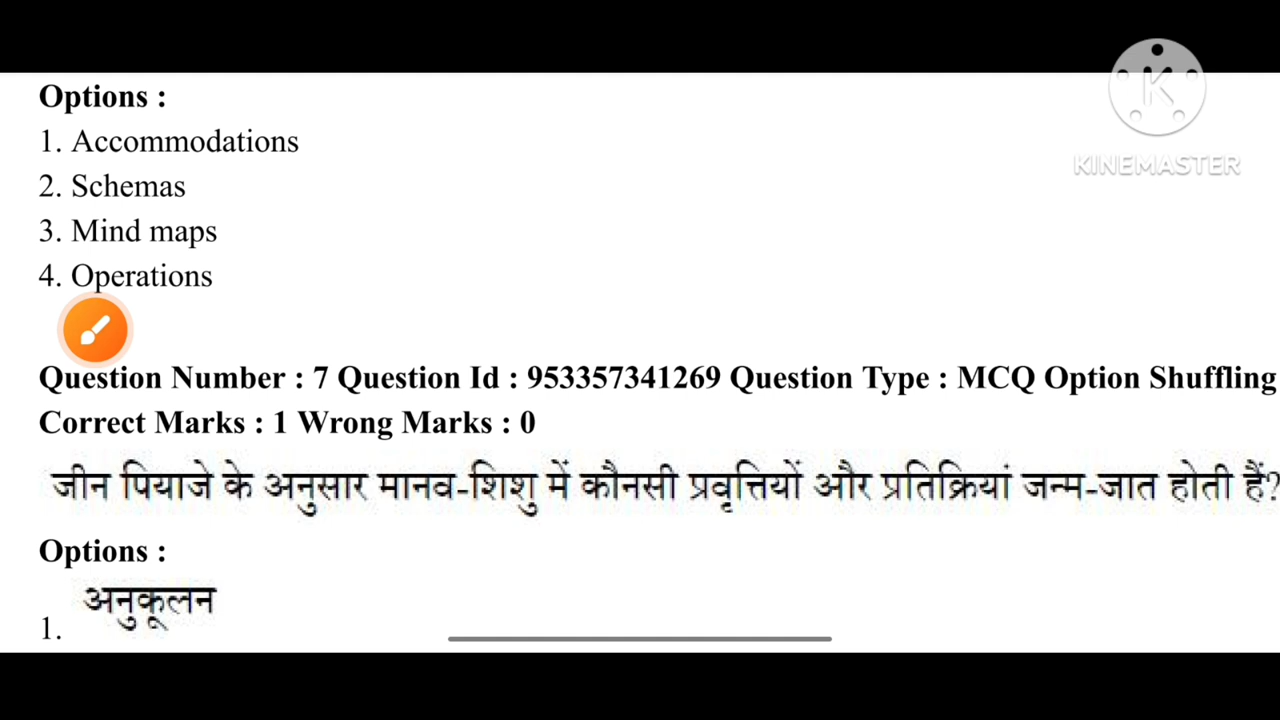 Options :
1. Accommodations
2. Schemas
3. Mind maps
4. Operations
KINEMASTER
Question Number : 7 Question Id : 953357341269 Question Type : MCQ Option Shuffling
Correct Marks : 1 Wrong Marks : 0
जीन पियाजे के अनुसार मानव-शिशु में कौनसी प्रवृत्तियों और प्रतिक्रियां जन्म-जात होती हैं?
Options :
1. अनुकूलन